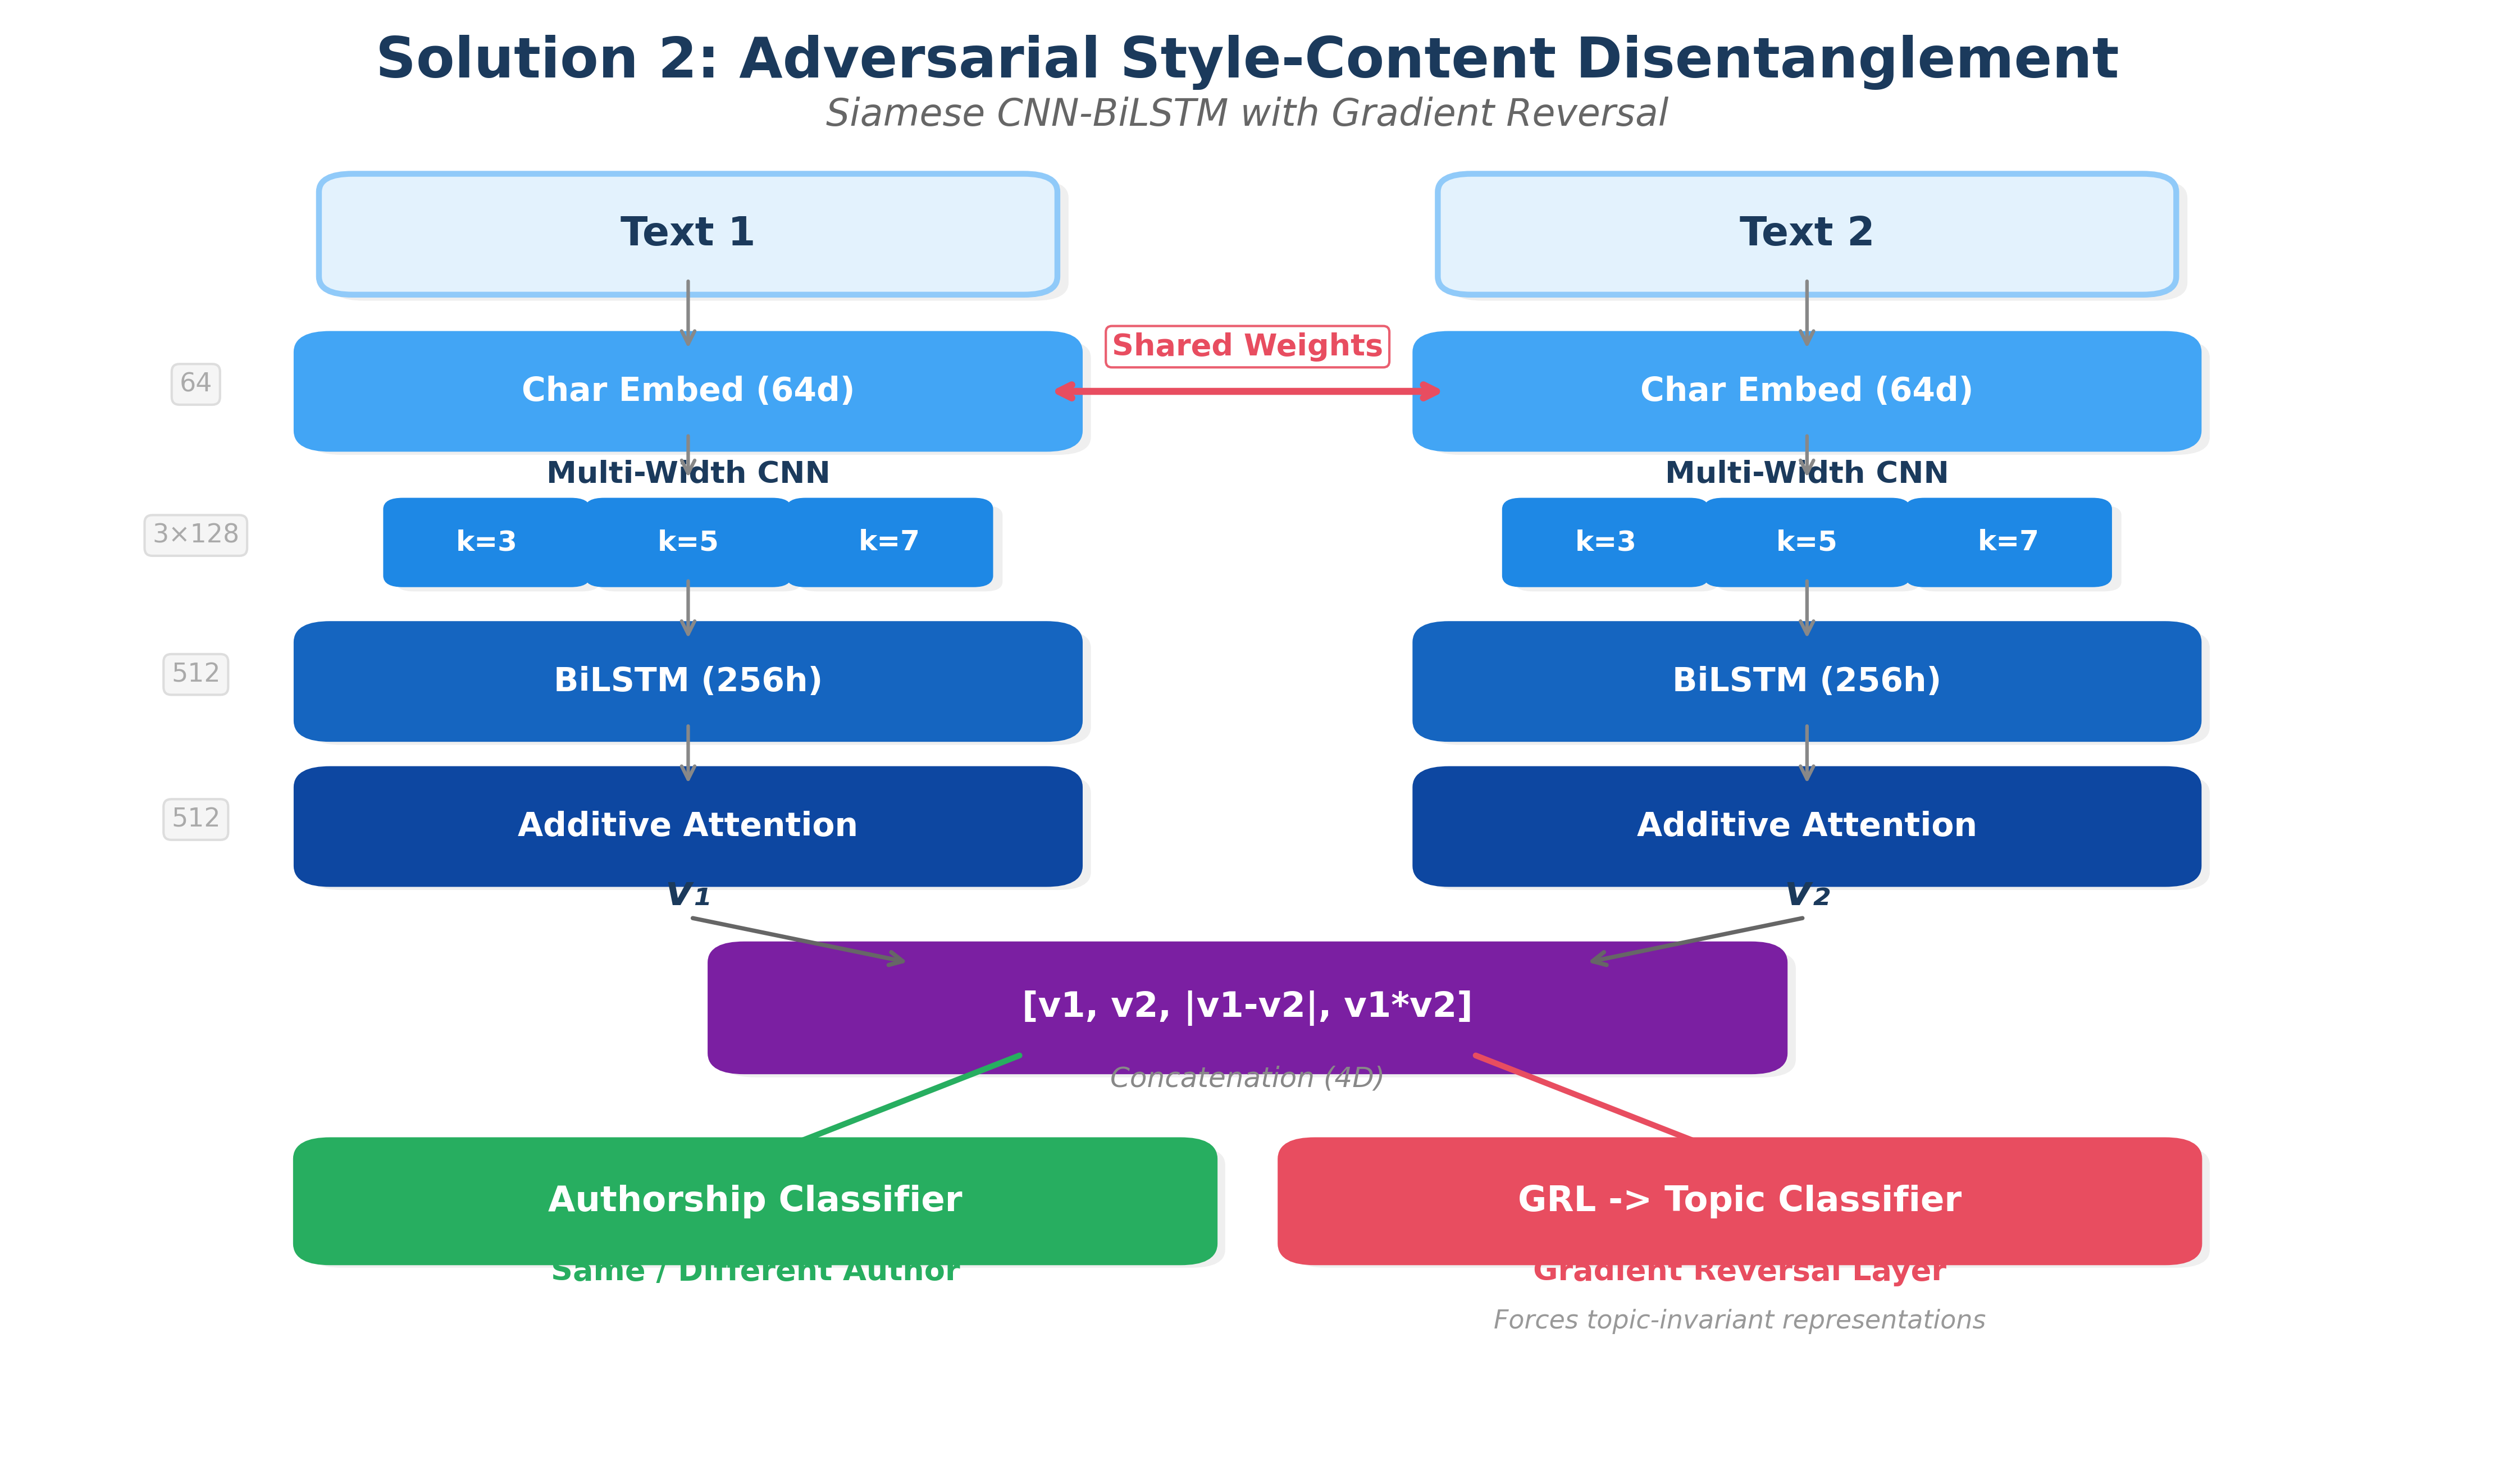 Solution 2: Adversarial Style-Content Disentanglement
Siamese CNN-BiLSTM with Gradient Reversal
Text 1
Text 2
Shared Weights
64
Char Embed (64d)
Char Embed (64d)
Multi-Width CNN
Multi-Width CNN
3×128
k=3
k=5
k=7
k=3
k=5
k=7
512
BiLSTM (256h)
BiLSTM (256h)
512
Additive Attention
Additive Attention
v₁
v₂
[v1, v2, |v1-v2|, v1*v2]
Concatenation (4D)
Authorship Classifier
GRL -> Topic Classifier
Same / Different Author
Gradient Reversal Layer
Forces topic-invariant representations